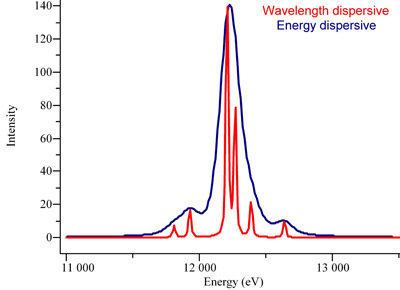 Wavelength dispersive
Energy dispersive
140
120
100
80
60
40
20
0
Intensity
11 000
12 000
13 000
Energy (eV)